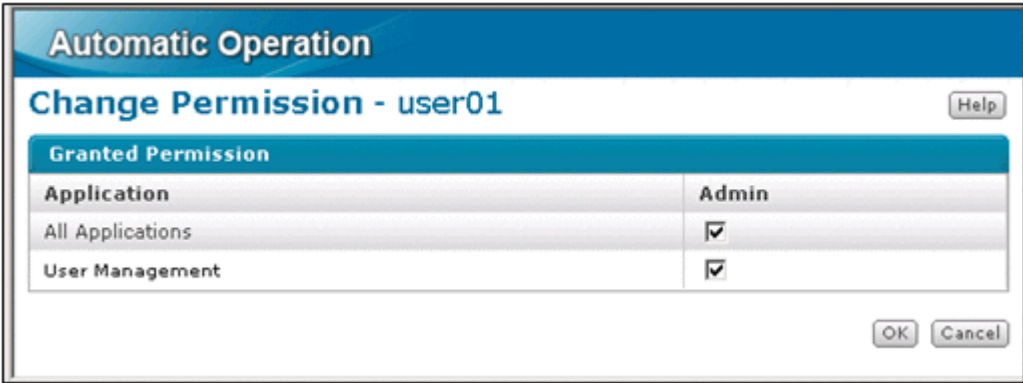 Automatic Operation
Change Permission - user01
Help
Granted Permission
Application Admin
All Applications
User Management
OK Cancel